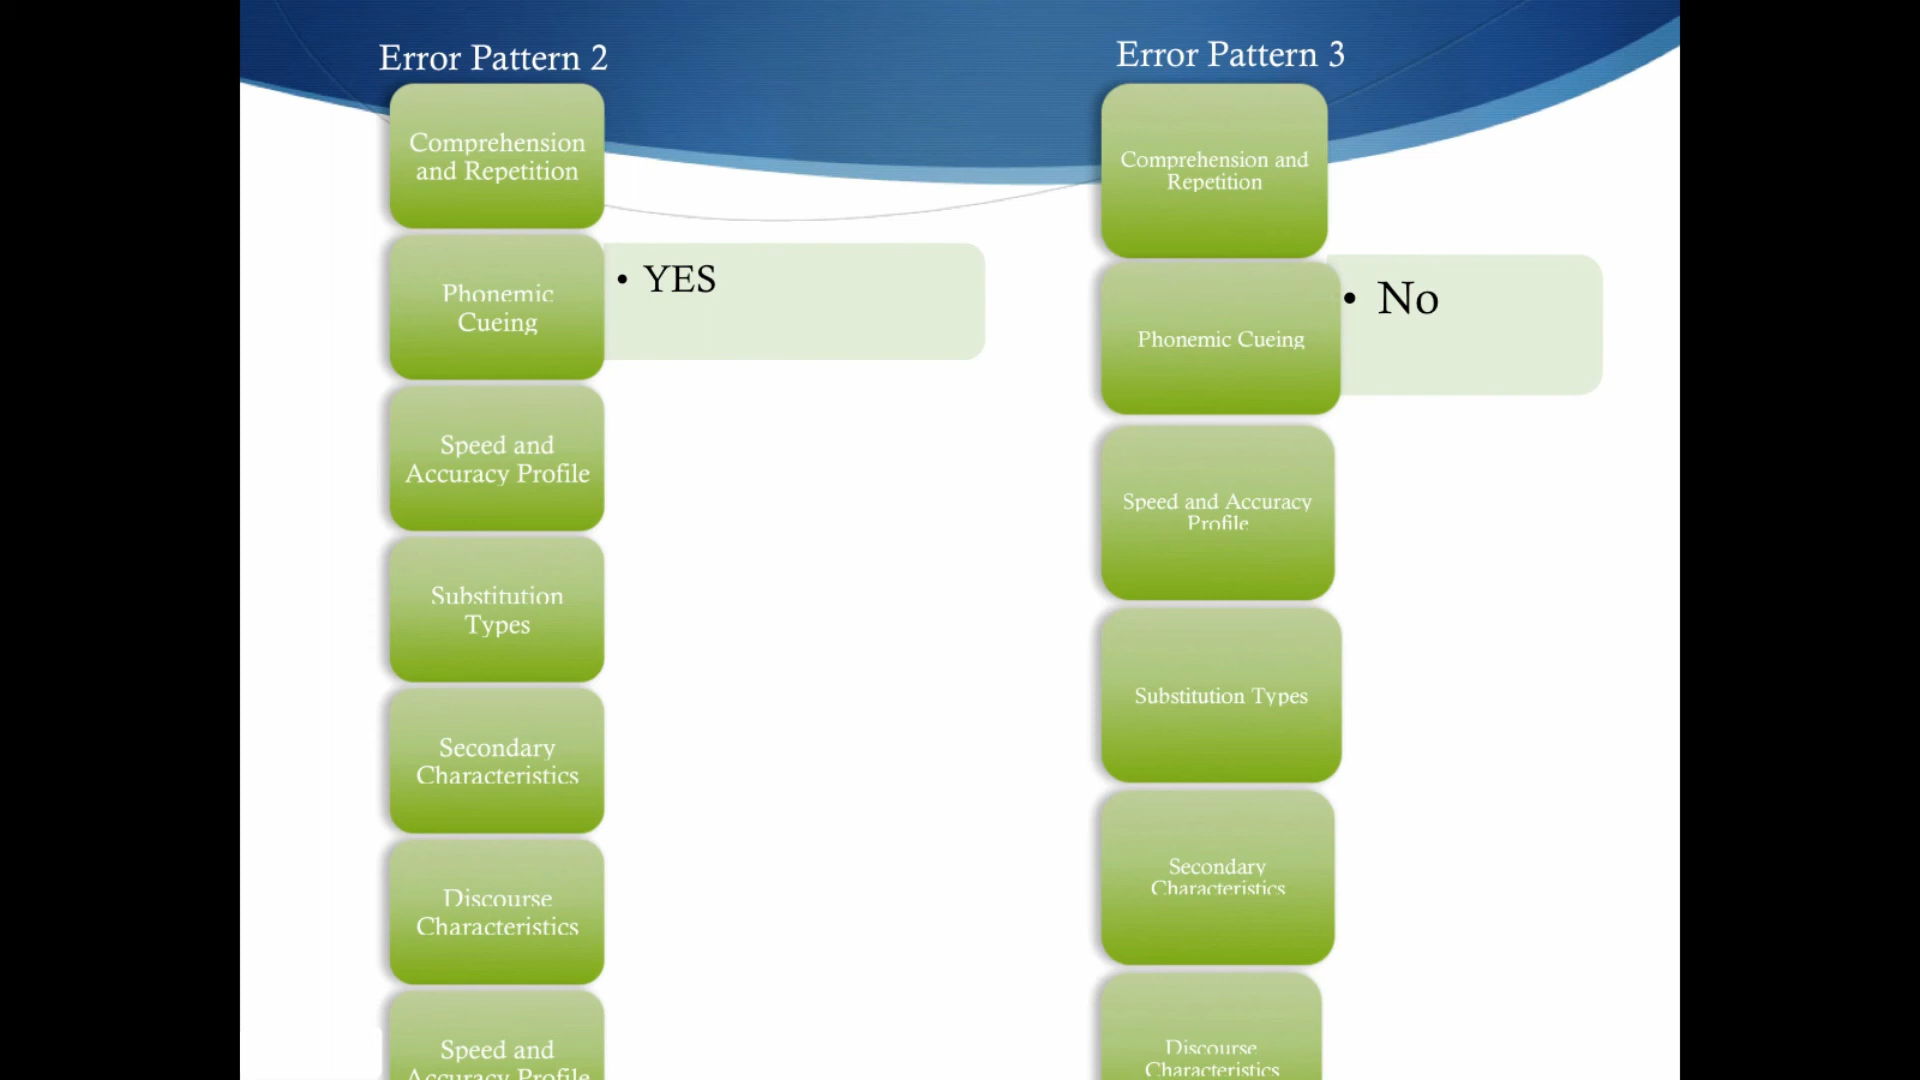 Error Pattern 2
Comprehension
and Repetition
Phonemic
Cueing
• YES
Speed and
Accuracy Profile
Substitution
Types
Secondary
Characteristics
Discourse
Characteristics
Speed and
Accuracy Profile
Error Pattern 3
Comprehension and
Repetition
Phonemic Cueing
• No
Speed and Accuracy
Profile
Substitution Types
Secondary
Characteristics
Discourse
Characteristics